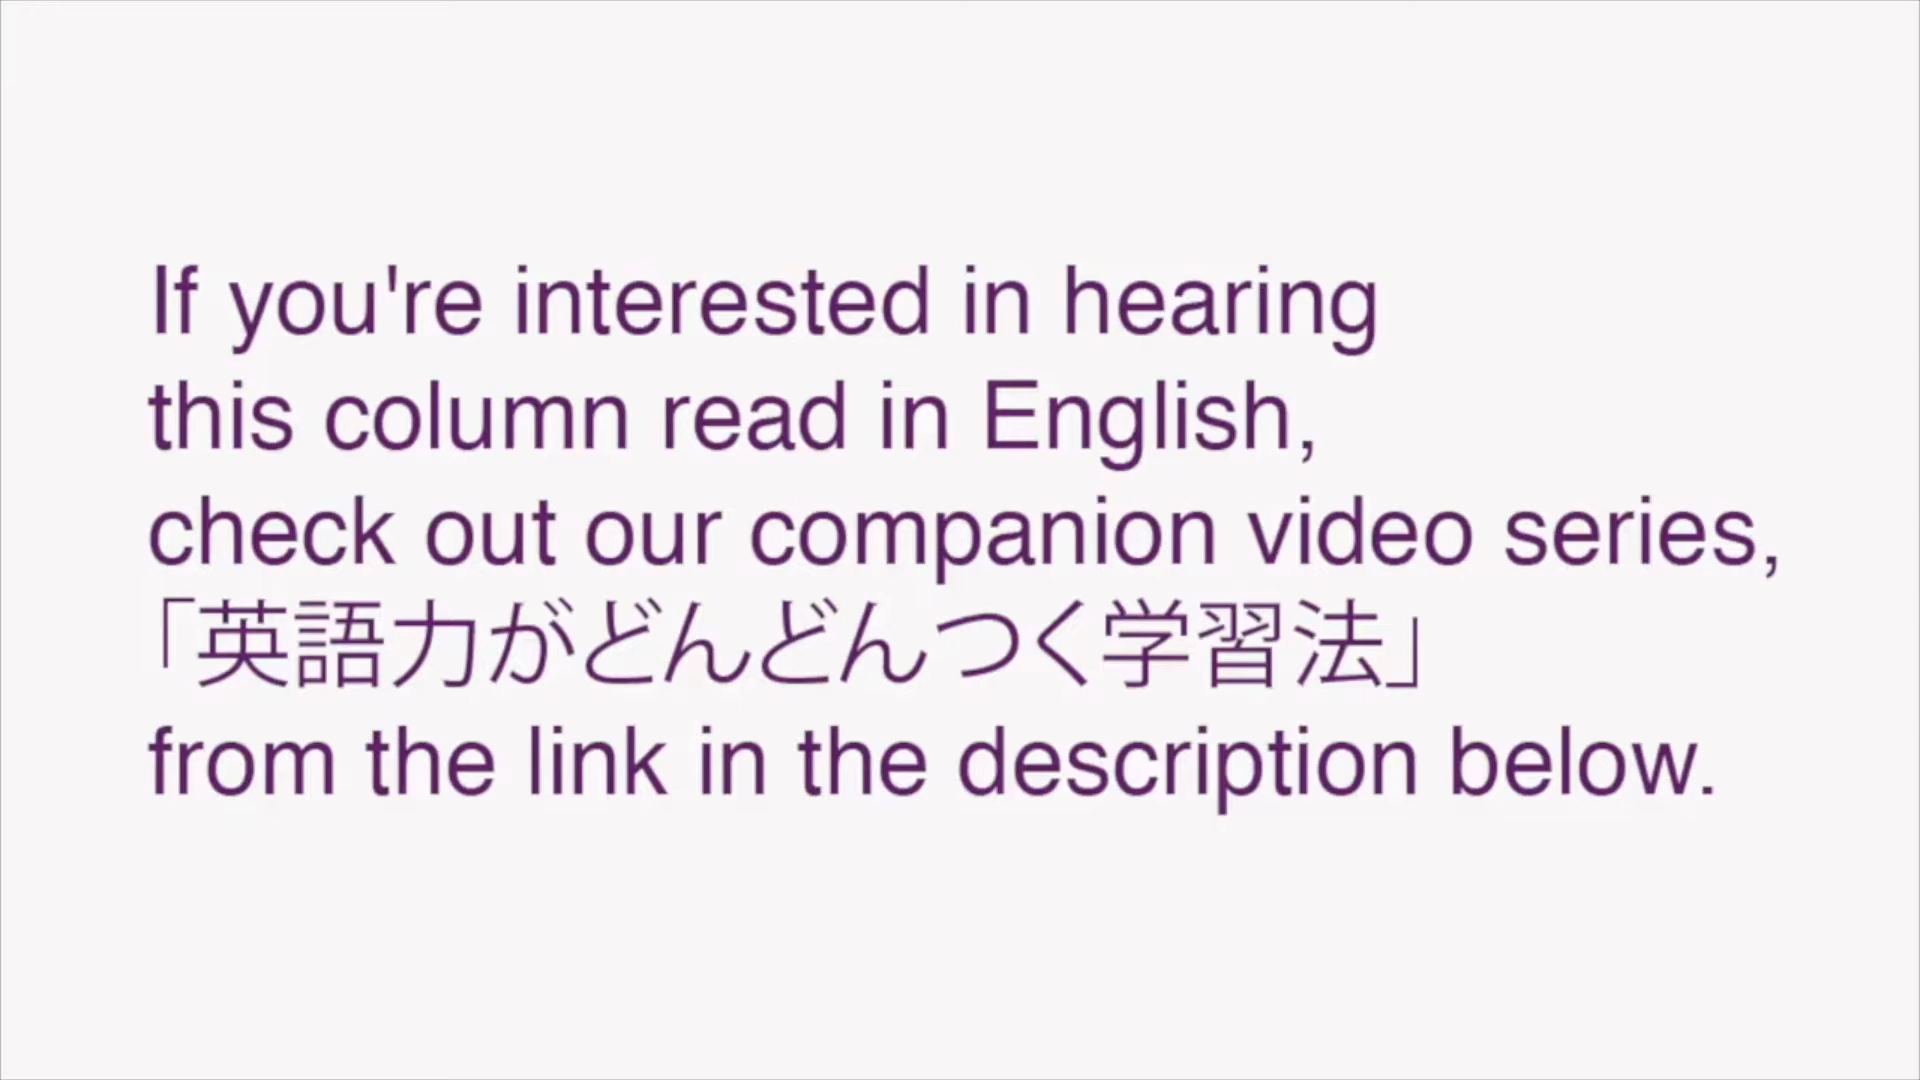 If you're interested in hearing
this column read in English,
check out our companion video series,
「英語力がどんどんつく学習法」
from the link in the description below.